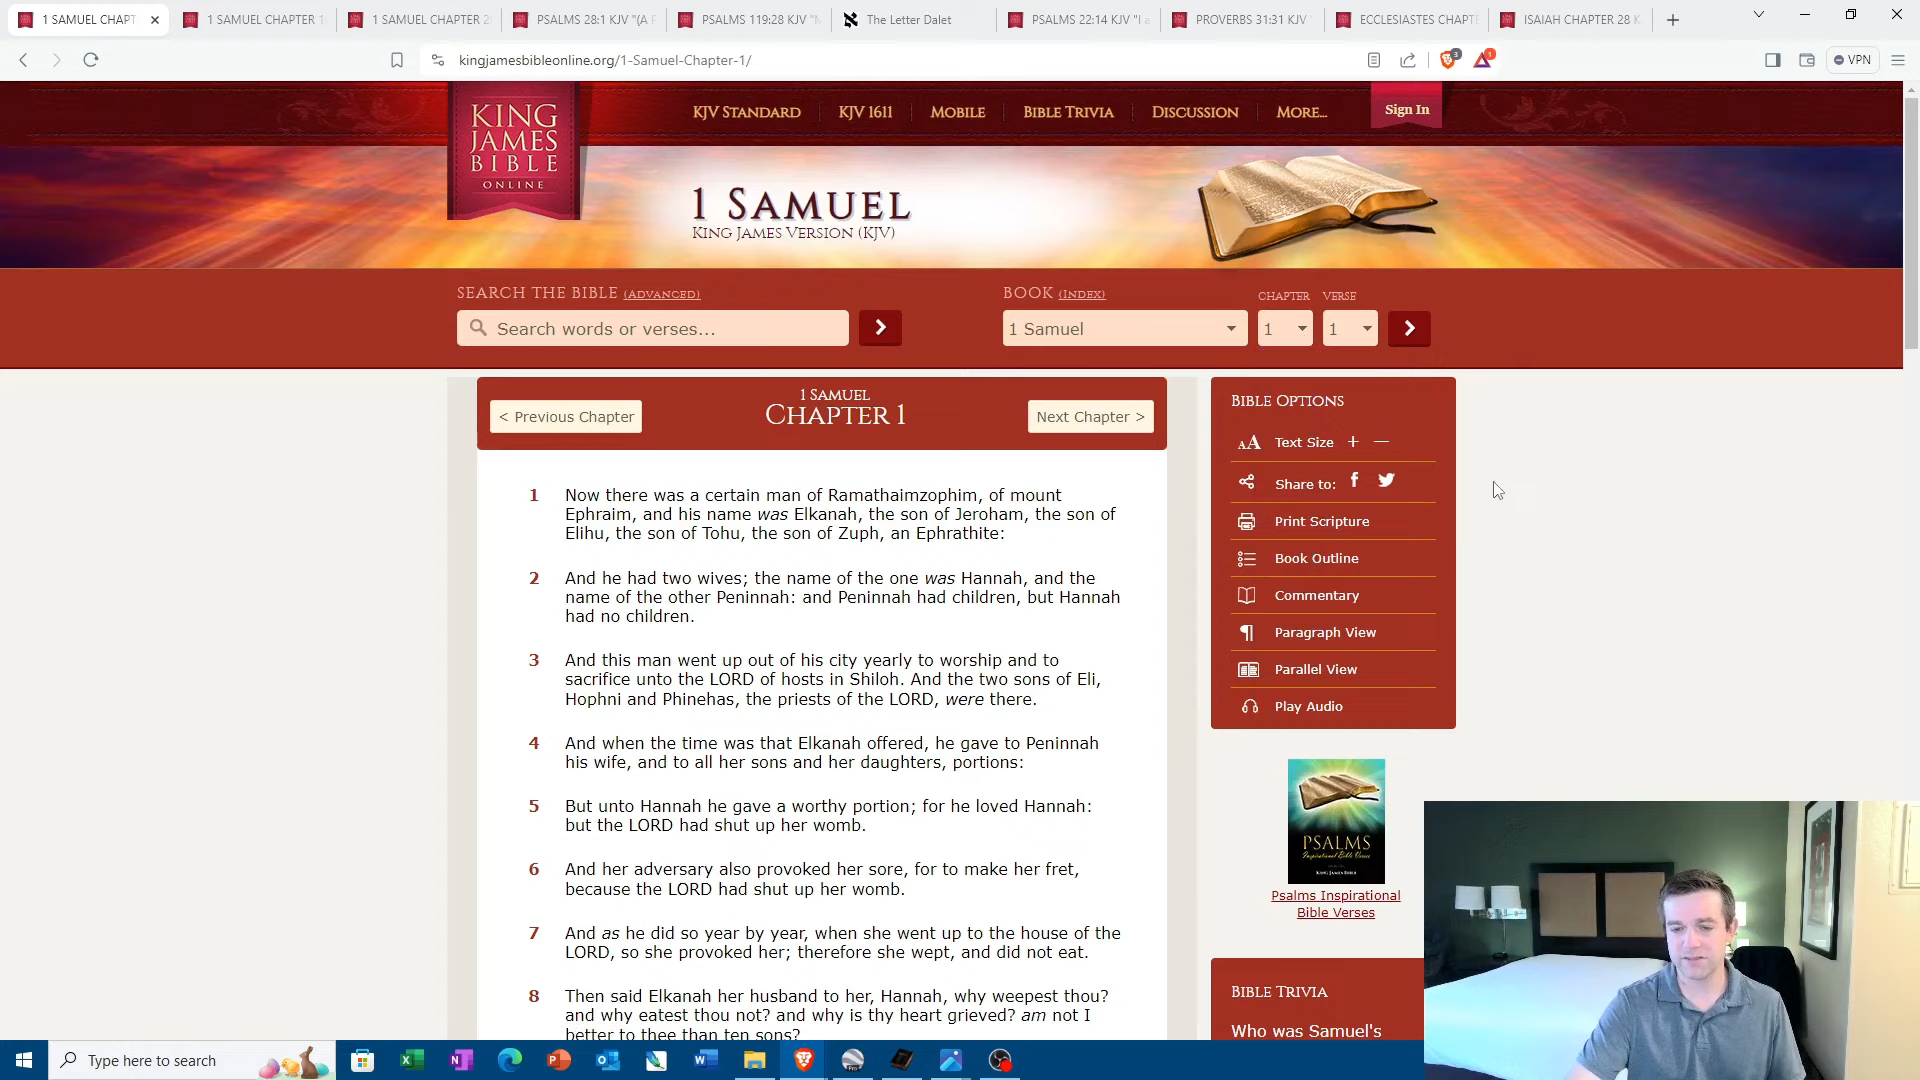 1 SAMUEL CHAPT
1 SAMUEL CHAPTER 1
1 SAMUEL CHAPTER 2
PSALMS 28:1 KJV "(A P
PSALMS 119:28 KJV "M
The Letter Dalet
PSALMS 22:14 KJV "I a
PROVERBS 31:31 KJV
ECCLESIASTES CHAPTE
ISAIAH CHAPTER 28 K
kingjamesbibleonline.org/1-Samuel-Chapter-1/
3
1
VPN
KING
JAMES
BIBLE
ONLINE
KJV STANDARD
KJV 1611
MOBILE
BIBLE TRIVIA
DISCUSSION
MORE...
Sign In
1 SAMUEL
KING JAMES VERSION (KJV)
SEARCH THE BIBLE (ADVANCED)
Search words or verses...
BOOK (INDEX)
CHAPTER
VERSE
1 Samuel
1
1
< Previous Chapter
1 SAMUEL
CHAPTER 1
Next Chapter >
1 Now there was a certain man of Ramathaimzophim, of mount
Ephraim, and his name was Elkanah, the son of Jeroham, the son of
Elihu, the son of Tohu, the son of Zuph, an Ephrathite:
2 And he had two wives; the name of the one was Hannah, and the
name of the other Peninnah: and Peninnah had children, but Hannah
had no children.
3 And this man went up out of his city yearly to worship and to
sacrifice unto the LORD of hosts in Shiloh. And the two sons of Eli,
Hophni and Phinehas, the priests of the LORD, were there.
4 And when the time was that Elkanah offered, he gave to Peninnah
his wife, and to all her sons and her daughters, portions:
5 But unto Hannah he gave a worthy portion; for he loved Hannah:
but the LORD had shut up her womb.
6 And her adversary also provoked her sore, for to make her fret,
because the LORD had shut up her womb.
7 And as he did so year by year, when she went up to the house of the
LORD, so she provoked her; therefore she wept, and did not eat.
8 Then said Elkanah her husband to her, Hannah, why weepest thou?
and why eatest thou not? and why is thy heart grieved? am not I
better to thee than ten sons?
BIBLE OPTIONS
AA Text Size + —
Share to:
Print Scripture
Book Outline
Commentary
Paragraph View
Parallel View
Play Audio
PSALMS
Inspirational Bible Verses
KING JAMES BIBLE
Psalms Inspirational
Bible Verses
BIBLE TRIVIA
Who was Samuel's
Type here to search